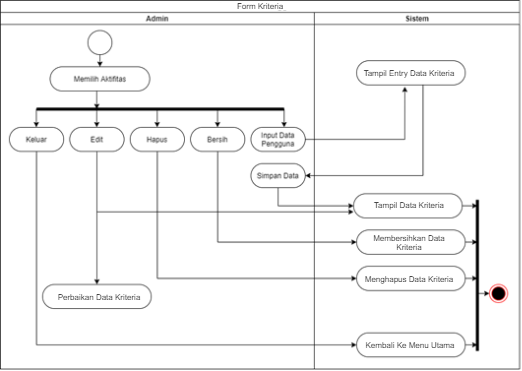 Form Kriteria
Admin
Sistem
Memilih Aktifitas
Tampil Entry Data Kriteria
Keluar
Edit
Hapus
Bersih
Input Data
Pengguna
Simpan Data
Tampil Data Kriteria
Membersihkan Data
Kriteria
Menghapus Data Kriteria
Perbaikan Data Kriteria
Kembali Ke Menu Utama